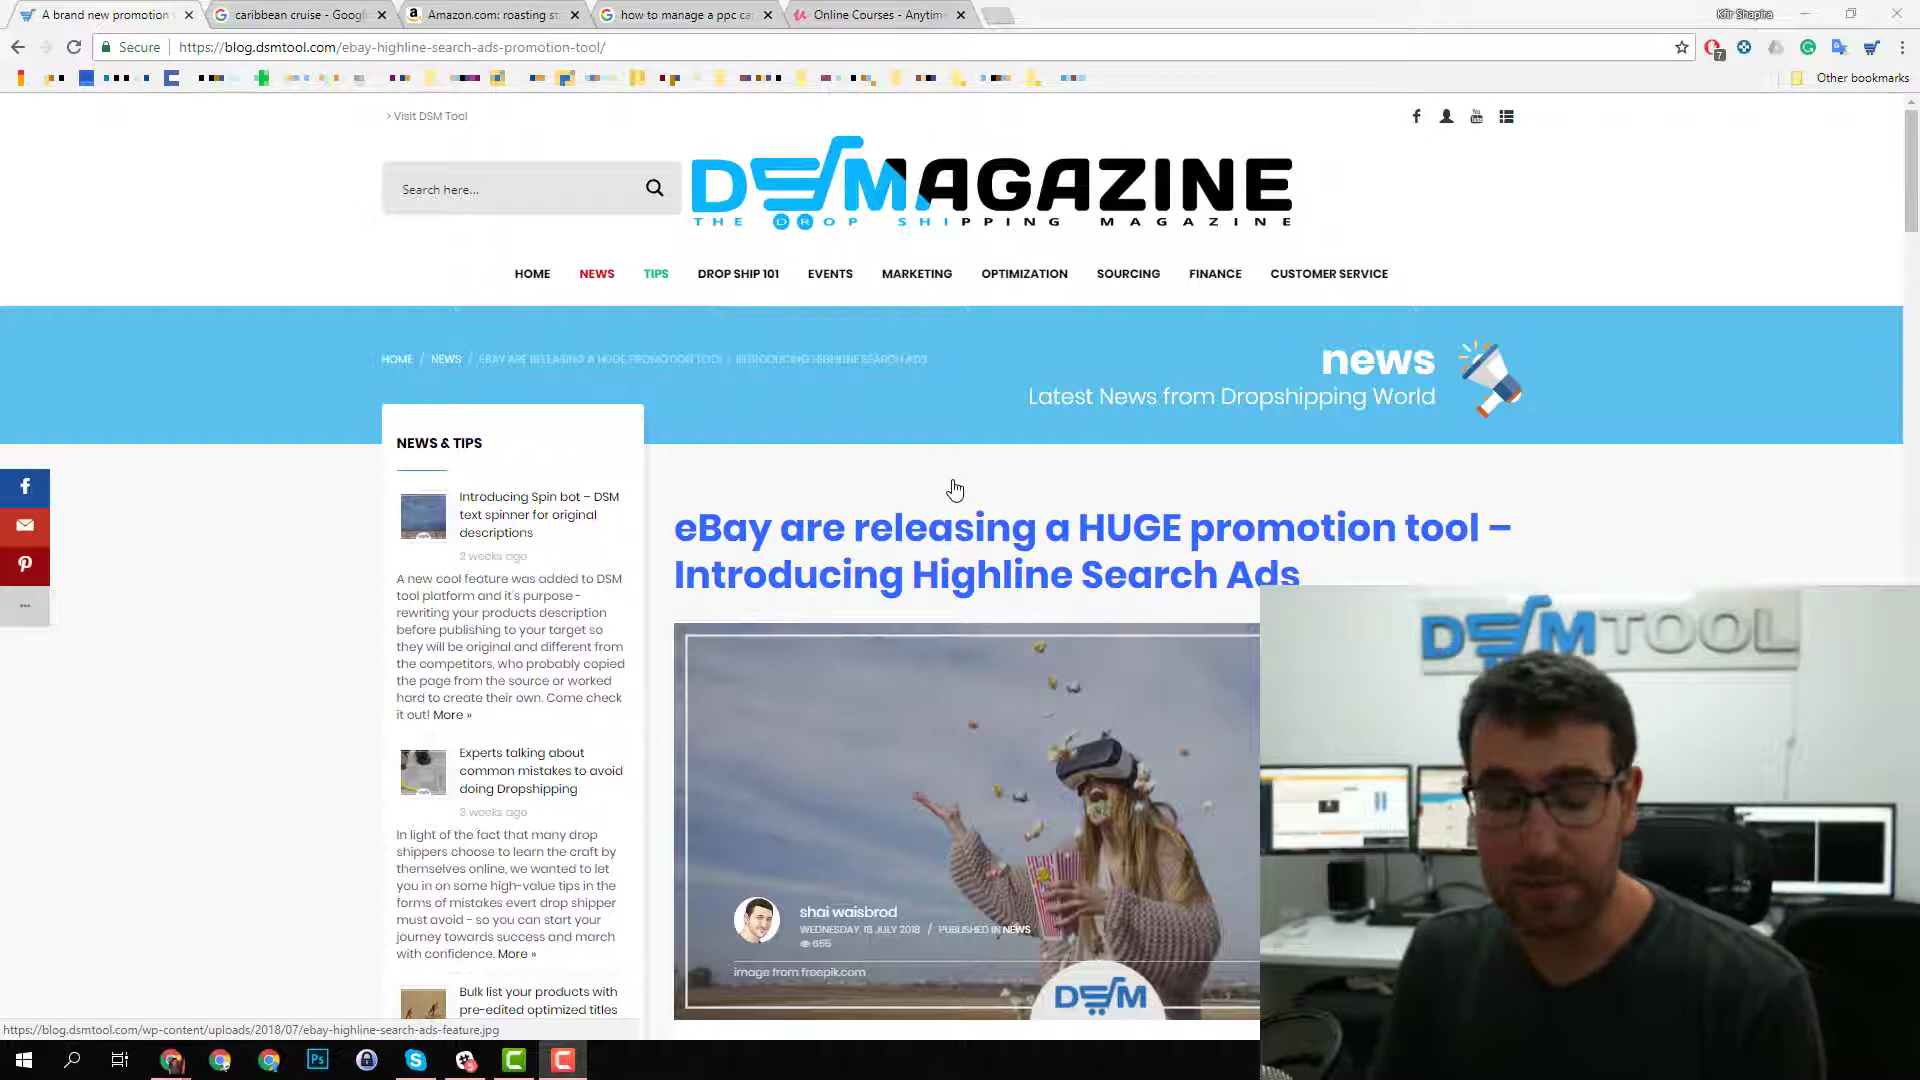 A brand new promotion
caribbean cruise - Googl
Amazon.com: roasting st
how to manage a ppc ca
Online Courses - Anytim
Kfir Shapira
Secure
https://blog.dsmtool.com/ebay-highline-search-ads-promotion-tool/
7
Other bookmarks
> Visit DSM Tool
Search here...
DSMAGAZINE
THE DROP SHIPPING MAGAZINE
HOME
NEWS
TIPS
DROP SHIP 101
EVENTS
MARKETING
OPTIMIZATION
SOURCING
FINANCE
CUSTOMER SERVICE
HOME / NEWS / EBAY ARE RELEASING A HUGE PROMOTION TOOL – INTRODUCING HIGHLINE SEARCH ADS
news
Latest News from Dropshipping World
NEWS & TIPS
Introducing Spin bot – DSM
text spinner for original
descriptions
2 weeks ago
A new cool feature was added to DSM
tool platform and it's purpose -
rewriting your products description
before publishing to your target so
they will be original and different from
the competitors, who probably copied
the page from the source or worked
hard to create their own. Come check
it out! More »
Experts talking about
common mistakes to avoid
doing Dropshipping
3 weeks ago
In light of the fact that many drop
shippers choose to learn the craft by
themselves online, we wanted to let
you in on some high-value tips in the
forms of mistakes evert drop shipper
must avoid - so you can start your
journey towards success and march
with confidence. More »
Bulk list your products with
pre-edited optimized titles
eBay are releasing a HUGE promotion tool –
Introducing Highline Search Ads
shai waisbrod
WEDNESDAY, 18 JULY 2018 / PUBLISHED IN NEWS
655
image from freepik.com
DSM
DSMTOOL
https://blog.dsmtool.com/wp-content/uploads/2018/07/ebay-highline-search-ads-feature.jpg
Ps